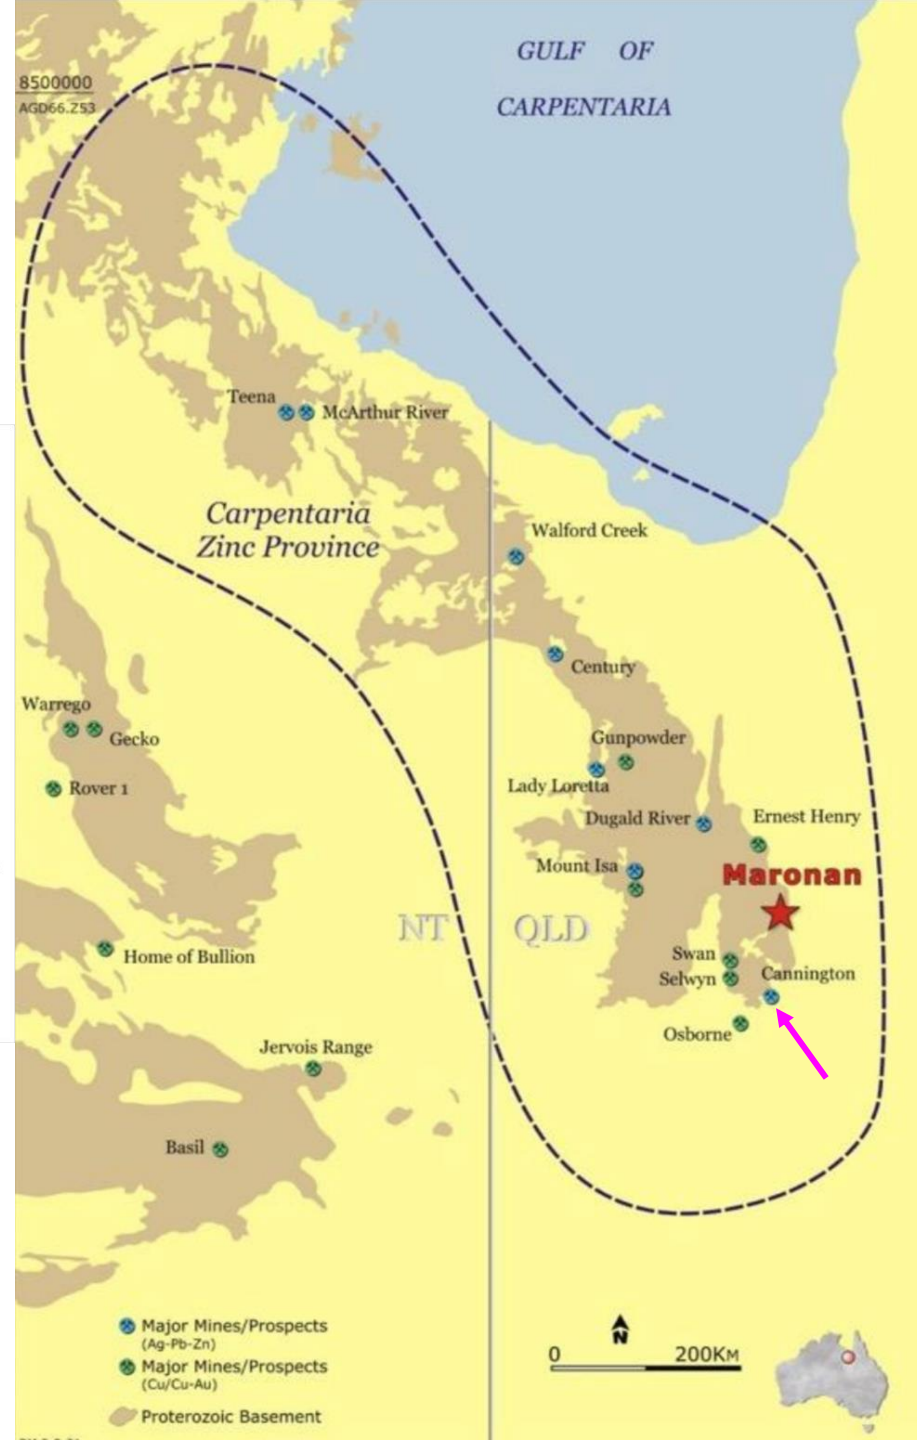 GULF OF
CARPENTARIA
8500000
AGD66.Z53
Teena
McArthur River
Carpentaria
Zinc Province
Walford Creek
Century
Warrego
Gecko
Gunpowder
Rover 1
Lady Loretta
Dugald River
Ernest Henry
Mount Isa
Maronan
NT
QLD
Home of Bullion
Swan
Selwyn
Cannington
Osborne
Jervois Range
Basil
Major Mines/Prospects
(Ag-Pb-Zn)
Major Mines/Prospects
(Cu/Cu-Au)
Proterozoic Basement
N
0 200KM